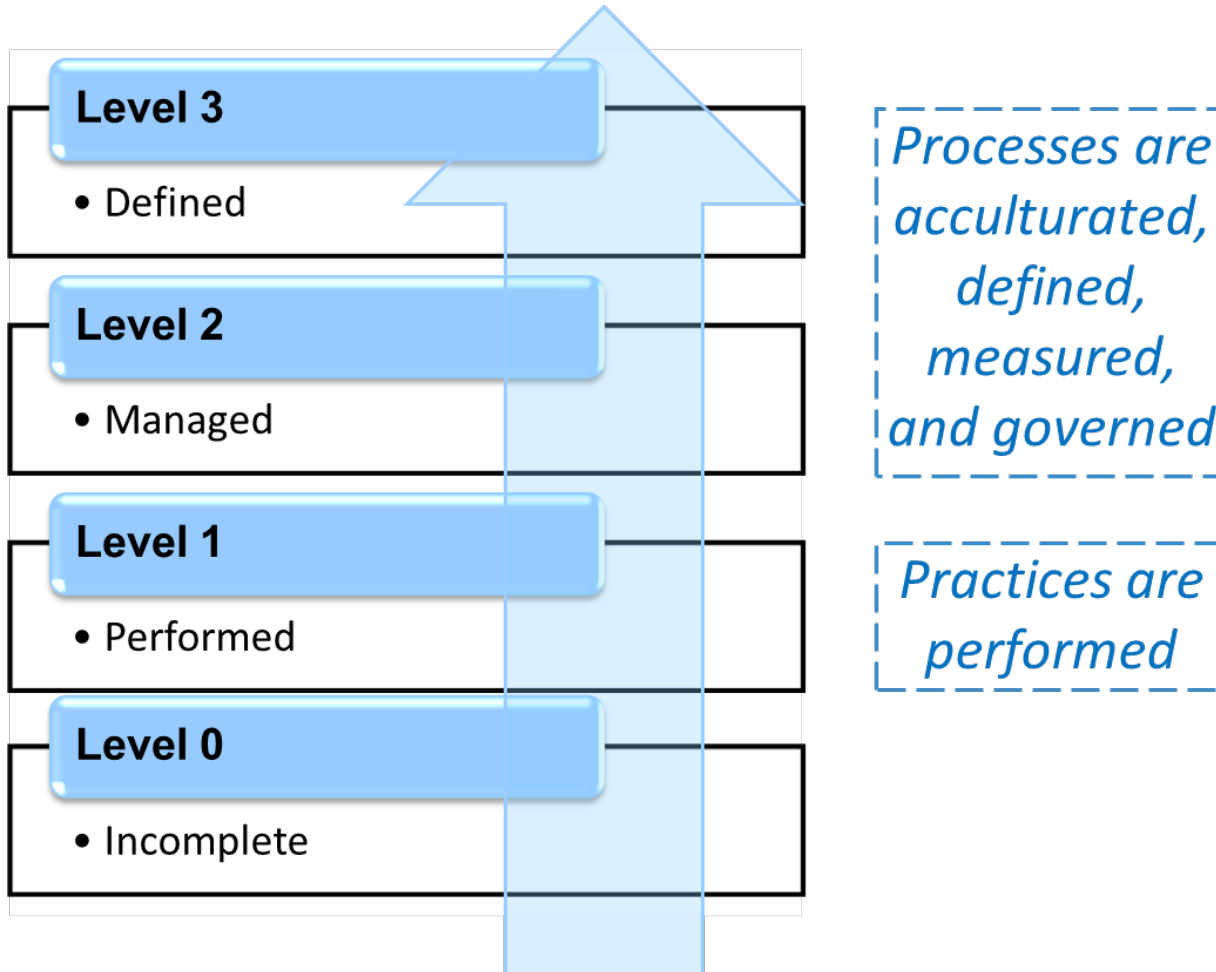 Level 3
• Defined
Level 2
• Managed
Level 1
• Performed
Level 0
• Incomplete
Processes are
acculturated,
defined,
measured,
and governed
Practices are
performed